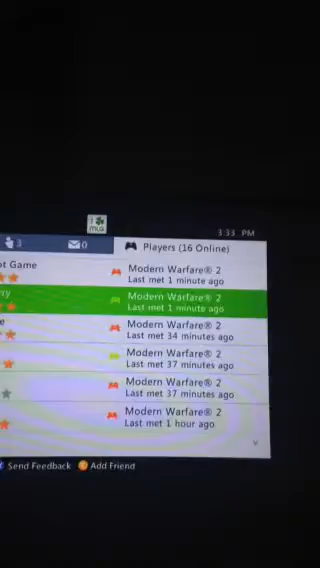 MLG
3:33 PM
3
0
Players (16 Online)
ot Game
Modern Warfare® 2
Last met 1 minute ago
rry
Modern Warfare® 2
Last met 1 minute ago
e
Modern Warfare® 2
Last met 34 minutes ago
Modern Warfare® 2
Last met 37 minutes ago
Modern Warfare® 2
Last met 37 minutes ago
Modern Warfare® 2
Last met 1 hour ago
Send Feedback
Add Friend